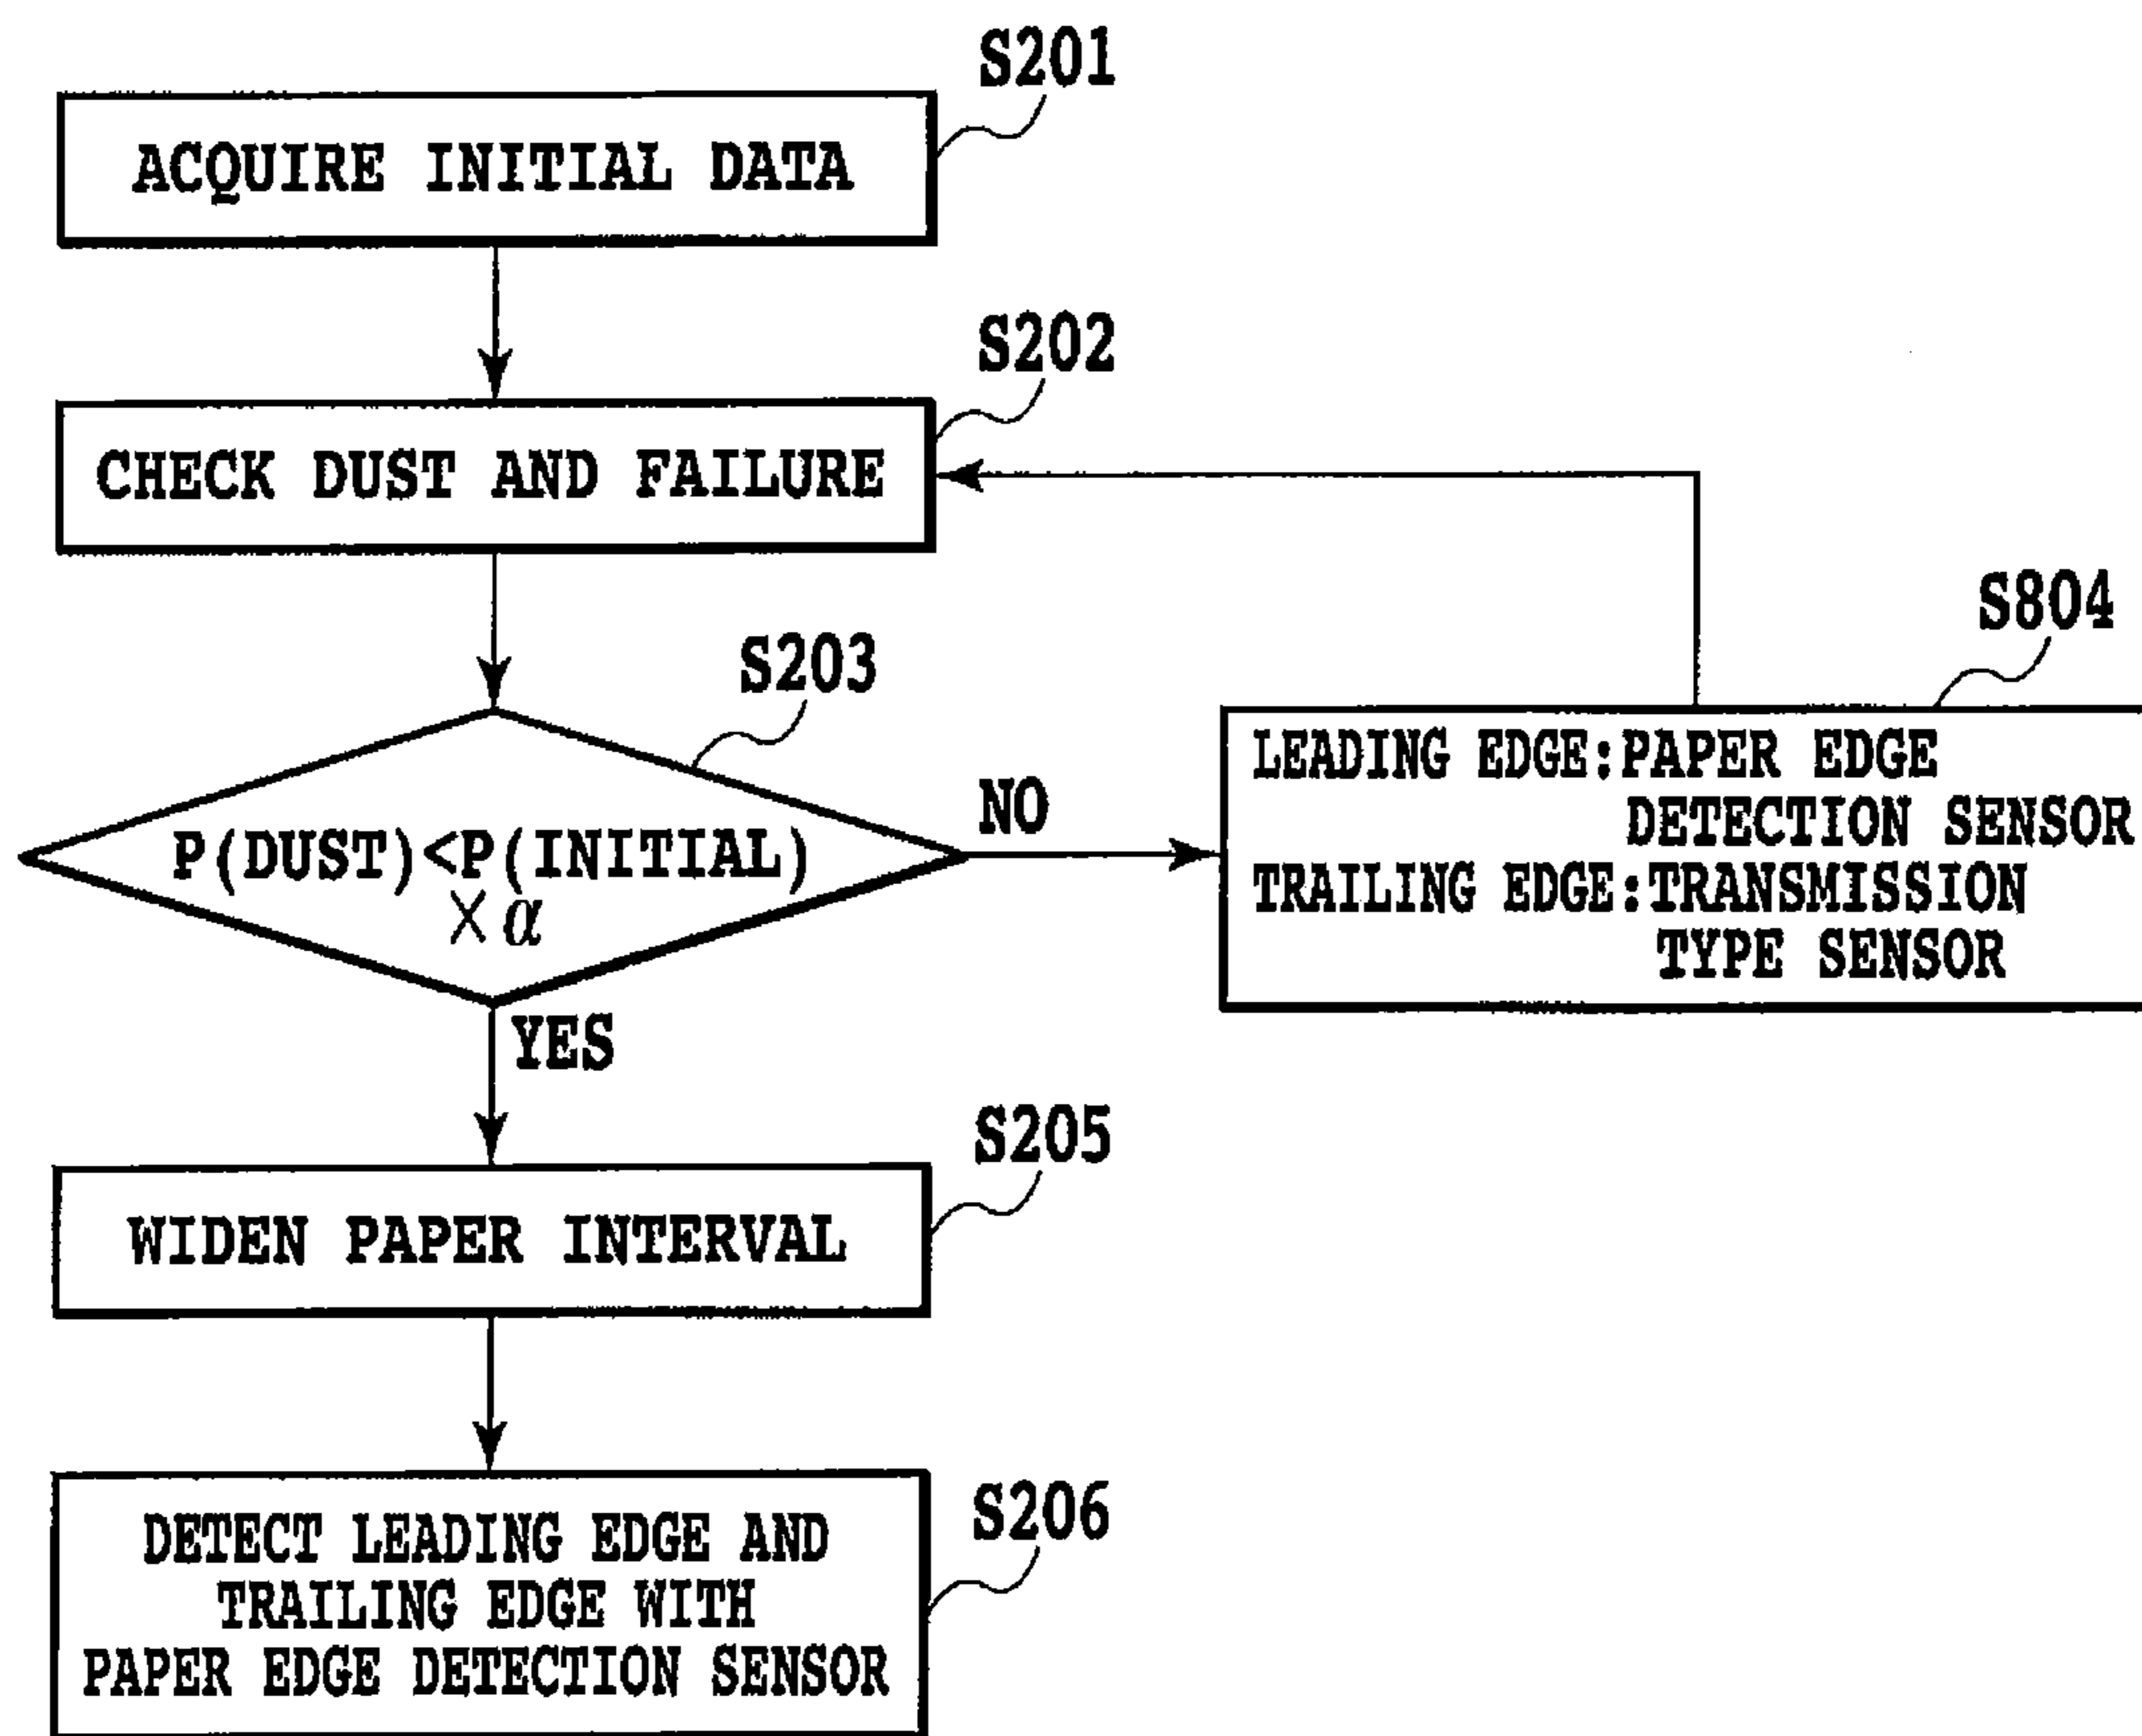 S201
ACQUIRE INITIAL DATA
S202
CHECK DUST AND FAILURE
S203
P(DUST)<P(INITIAL)
×α
NO
YES
S804
LEADING EDGE:PAPER EDGE
DETECTION SENSOR
TRAILING EDGE:TRANSMISSION
TYPE SENSOR
S205
WIDEN PAPER INTERVAL
S206
DETECT LEADING EDGE AND
TRAILING EDGE WITH
PAPER EDGE DETECTION SENSOR